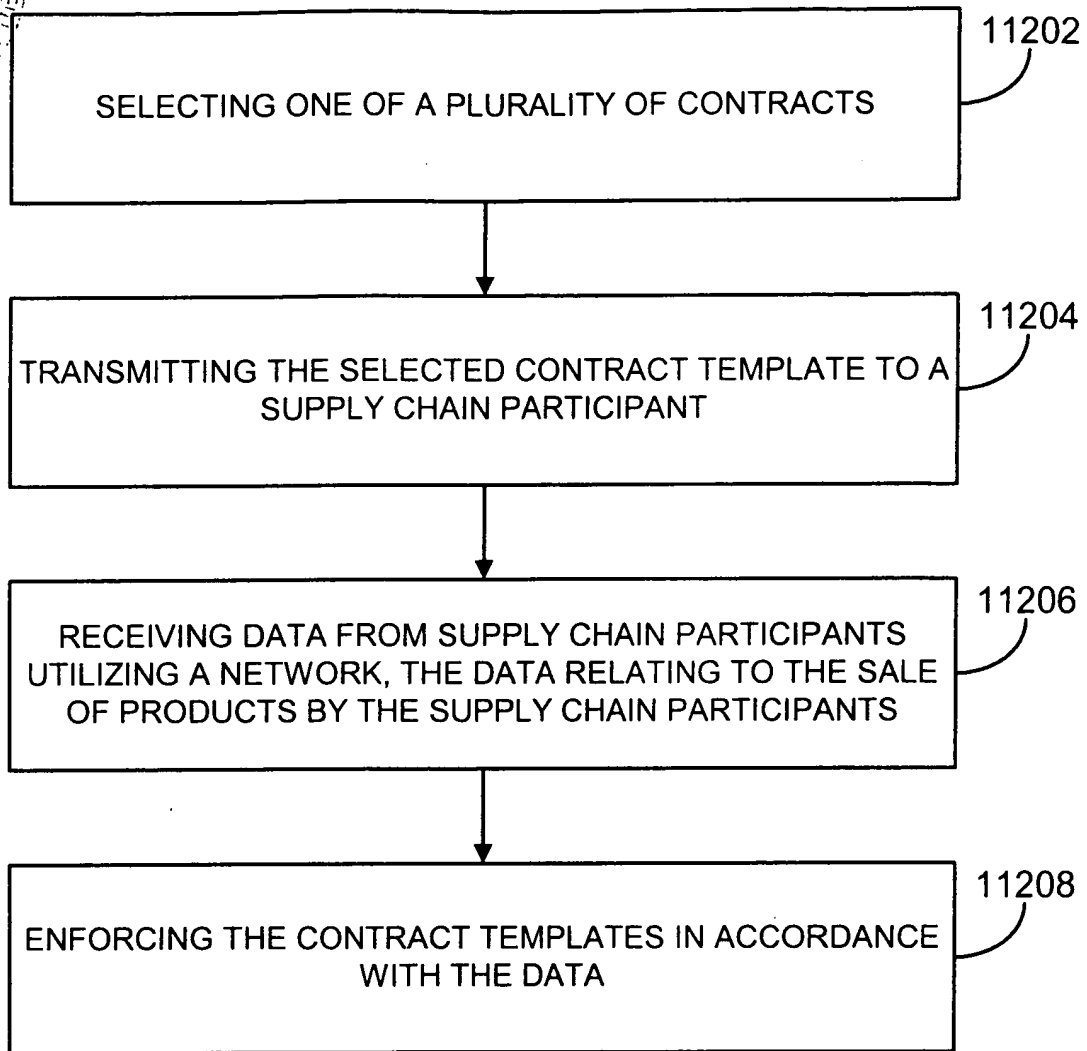 11202
SELECTING ONE OF A PLURALITY OF CONTRACTS
11204
TRANSMITTING THE SELECTED CONTRACT TEMPLATE TO A
SUPPLY CHAIN PARTICIPANT
11206
RECEIVING DATA FROM SUPPLY CHAIN PARTICIPANTS
UTILIZING A NETWORK, THE DATA RELATING TO THE SALE
OF PRODUCTS BY THE SUPPLY CHAIN PARTICIPANTS
11208
ENFORCING THE CONTRACT TEMPLATES IN ACCORDANCE
WITH THE DATA